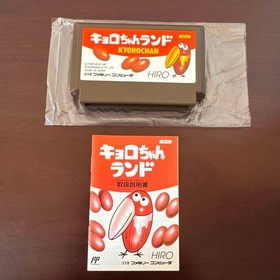 キョロちゃんランド
KYOROCHAN
HIRO
ファミリー コンピュータ
キョロちゃん
ランド
取扱説明書
HIRO
ファミリー コンピュータ